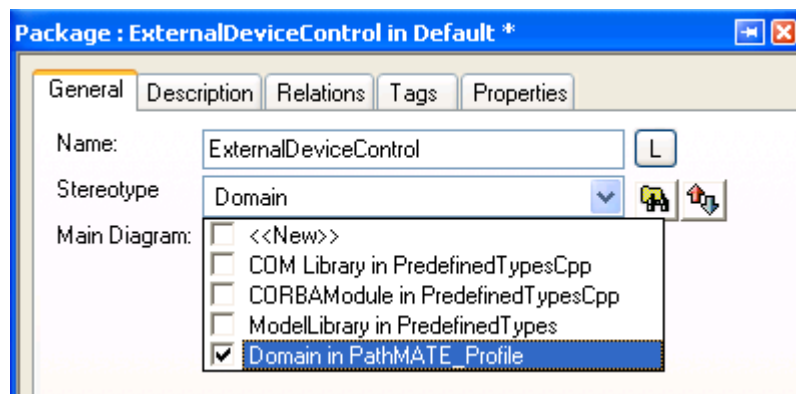 Package : ExternalDeviceControl in Default *
General Description Relations Tags Properties
Name: ExternalDeviceControl L
Stereotype Domain
Main Diagram: <<New>>
COM Library in PredefinedTypesCpp
CORBAModule in PredefinedTypesCpp
ModelLibrary in PredefinedTypes
Domain in PathMATE_Profile